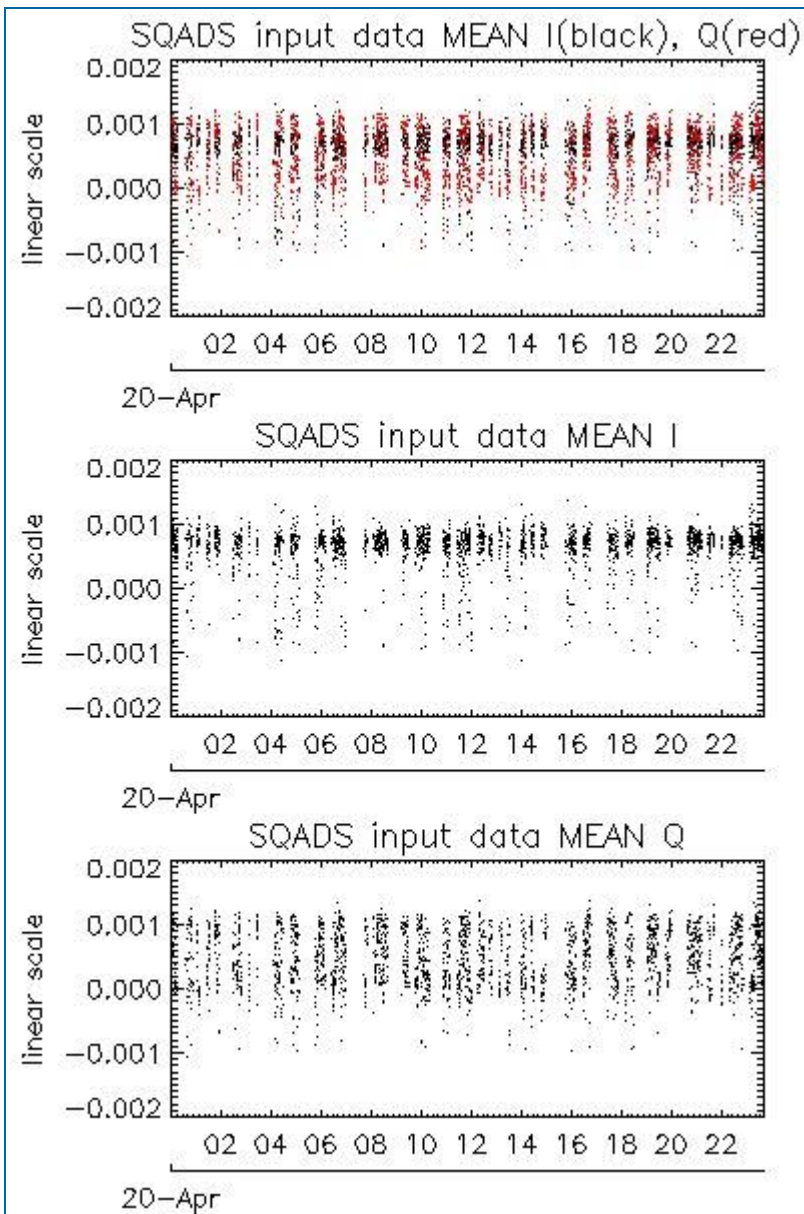 SQADS input data MEAN I(black), Q(red)
0.002
0.001
0.000
-0.001
-0.002
linear scale
02 04 06 08 10 12 14 16 18 20 22
20-Apr
SQADS input data MEAN I
0.002
0.001
0.000
-0.001
-0.002
linear scale
02 04 06 08 10 12 14 16 18 20 22
20-Apr
SQADS input data MEAN Q
0.002
0.001
0.000
-0.001
-0.002
linear scale
02 04 06 08 10 12 14 16 18 20 22
20-Apr